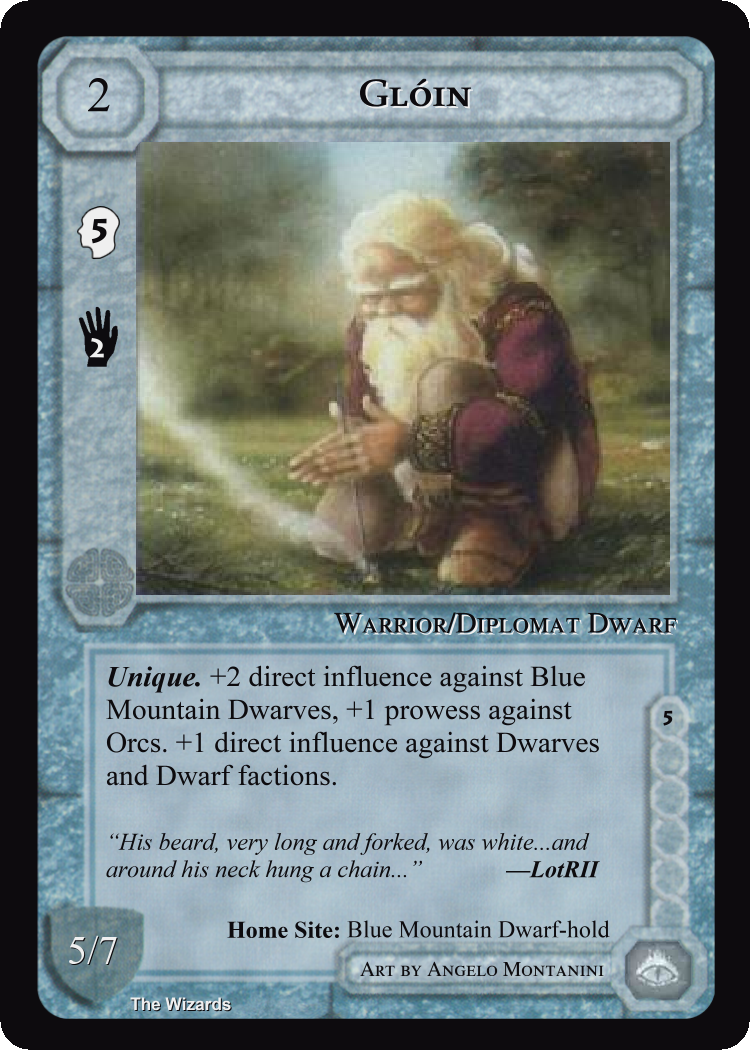 2
GLÓIN
5
2
WARRIOR/DIPLOMAT DWARF
Unique. +2 direct influence against Blue
Mountain Dwarves, +1 prowess against
Orcs. +1 direct influence against Dwarves
and Dwarf factions.
5
“His beard, very long and forked, was white...and
around his neck hung a chain...” —LotRII
Home Site: Blue Mountain Dwarf-hold
5/7
ART BY ANGELO MONTANINI
The Wizards